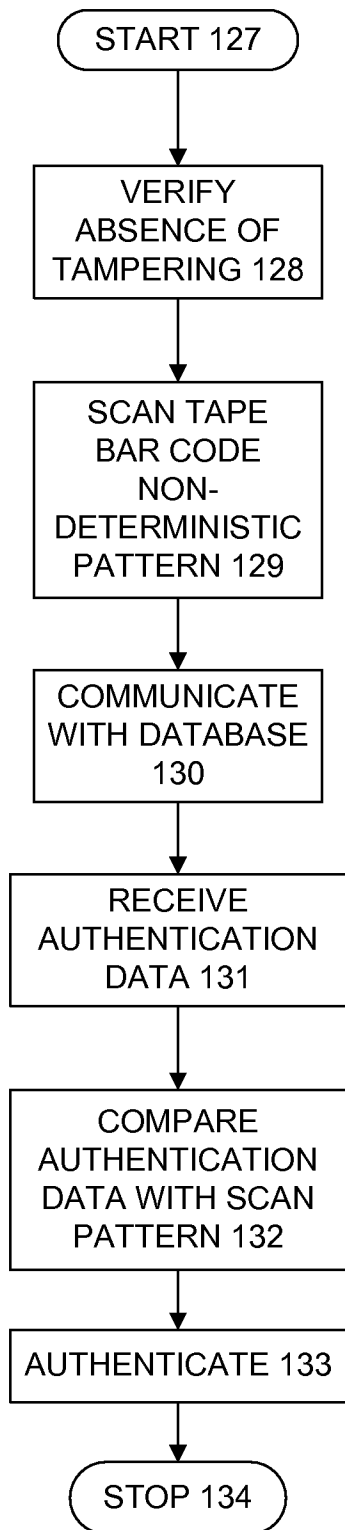 START 127
VERIFY
ABSENCE OF
TAMPERING 128
SCAN TAPE
BAR CODE
NON-
DETERMINISTIC
PATTERN 129
COMMUNICATE
WITH DATABASE
130
RECEIVE
AUTHENTICATION
DATA 131
COMPARE
AUTHENTICATION
DATA WITH SCAN
PATTERN 132
AUTHENTICATE 133
STOP 134